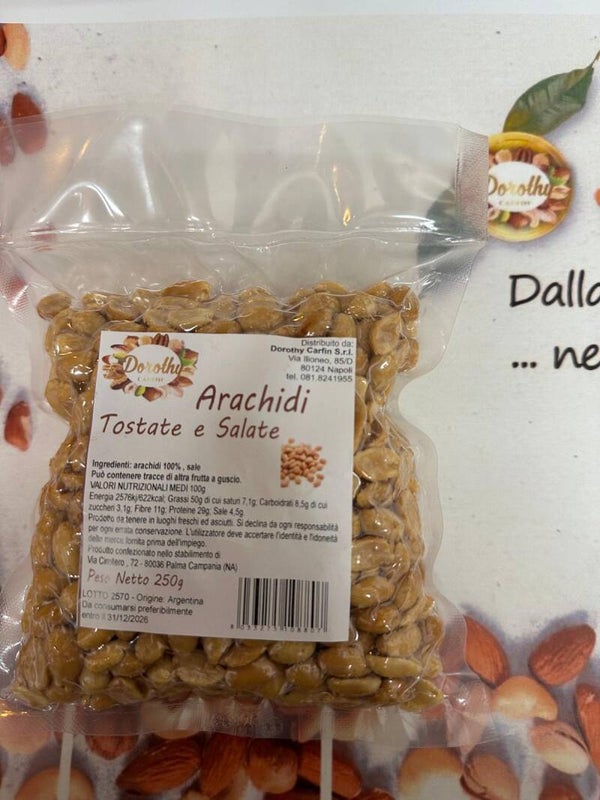 Dorothy
CARFIN
Dalla
... ne
Dorothy
CARFIN
Distribuito da:
Dorothy Carfin S.r.l.
Via Ilioneo, 85/D
80124 Napoli
tel. 081.8241955
Arachidi
Tostate e Salate
Ingredienti: arachidi 100% , sale
Può contenere tracce di altra frutta a guscio.
VALORI NUTRIZIONALI MEDI 100g
Energia 2576kj/622kcal; Grassi 50g di cui saturi 7,1g; Carboidrati 8,5g di cui
zuccheri 3,1g; Fibre 11g; Proteine 29g; Sale 4,5g
Prodotto da tenere in luoghi freschi ed asciutti. Si declina da ogni responsabilità
per ogni errata conservazione. L'utilizzatore deve accertare l'identità e l'idoneità
delle merce fornita prima dell'impiego.
Prodotto confezionato nello stabilimento di
Via Cimitero , 72 - 80036 Palma Campania (NA)
Peso Netto 250g
LOTTO 2570 - Origine: Argentina
Da consumarsi preferibilmente
entro il 31/12/2026